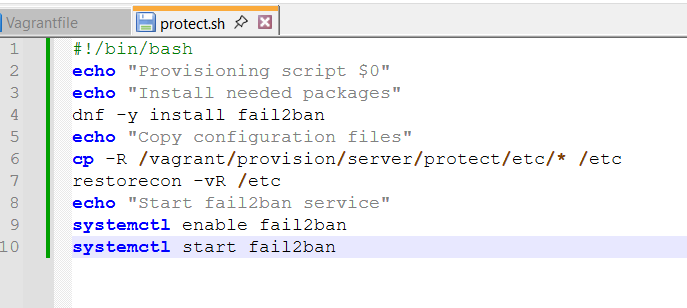 Vagrantfile protect.sh
1 #!/bin/bash
2 echo "Provisioning script $0"
3 echo "Install needed packages"
4 dnf -y install fail2ban
5 echo "Copy configuration files"
6 cp -R /vagrant/provision/server/protect/etc/* /etc
7 restorecon -vR /etc
8 echo "Start fail2ban service"
9 systemctl enable fail2ban
10 systemctl start fail2ban